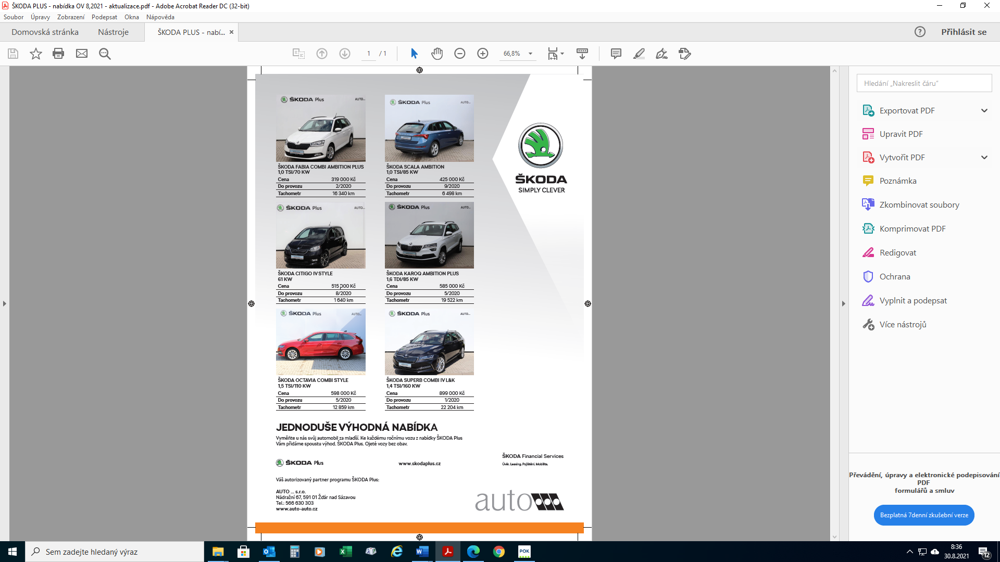 ŠKODA PLUS - nabídka OV 8,2021 - aktualizace.pdf - Adobe Acrobat Reader DC (32-bit)
Soubor Úpravy Zobrazení Podepsat Okna Nápověda
Domovská stránka Nástroje ŠKODA PLUS - nabí... × Přihlásit se
1 / 1 66,8%
Hledání „Nakreslit čáru"
Exportovat PDF
Upravit PDF
Vytvořit PDF
Poznámka
Zkombinovat soubory
Komprimovat PDF
Redigovat
Ochrana
Vyplnit a podepsat
Více nástrojů
Převádění, úpravy a elektronické podepisování
PDF
formulářů a smluv
Bezplatná 7denní zkušební verze
ŠKODA Plus AUTO...
ŠKODA FABIA COMBI AMBITION PLUS
1,0 TSI/70 KW
Cena 319 000 Kč
Do provozu 2/2020
Tachometr 16 340 km
ŠKODA Plus AUTO...
ŠKODA SCALA AMBITION
1,0 TSI/85 KW
Cena 425 000 Kč
Do provozu 9/2020
Tachometr 6 498 km
ŠKODA
SIMPLY CLEVER
ŠKODA Plus AUTO...
ŠKODA CITIGO IV STYLE
61 KW
Cena 515 000 Kč
Do provozu 8/2020
Tachometr 1 640 km
ŠKODA Plus AUTO...
ŠKODA KAROQ AMBITION PLUS
1,6 TDI/85 KW
Cena 585 000 Kč
Do provozu 5/2020
Tachometr 19 522 km
ŠKODA Plus AUTO...
ŠKODA OCTAVIA COMBI STYLE
1,5 TSI/110 KW
Cena 598 000 Kč
Do provozu 5/2020
Tachometr 12 859 km
ŠKODA Plus AUTO...
ŠKODA SUPERB COMBI IV L&K
1,4 TSI/160 KW
Cena 899 000 Kč
Do provozu 1/2020
Tachometr 22 204 km
JEDNODUŠE VÝHODNÁ NABÍDKA
Vyměňte u nás svůj automobil za mladší. Ke každému ročnímu vozu z nabídky ŠKODA Plus
Vám přidáme spoustu výhod. ŠKODA Plus. Ojeté vozy bez obav.
ŠKODA Plus www.skodaplus.cz ŠKODA Financial Services
Úvěr. Leasing. Pojištění. Mobilita.
Váš autorizovaný partner programu ŠKODA Plus:
AUTO ... s.r.o.
Nádražní 67, 591 01 Žďár nad Sázavou
Tel.: 566 630 303
www.auto-auto.cz
auto
Sem zadejte hledaný výraz
POK
8:36
30.8.2021
12